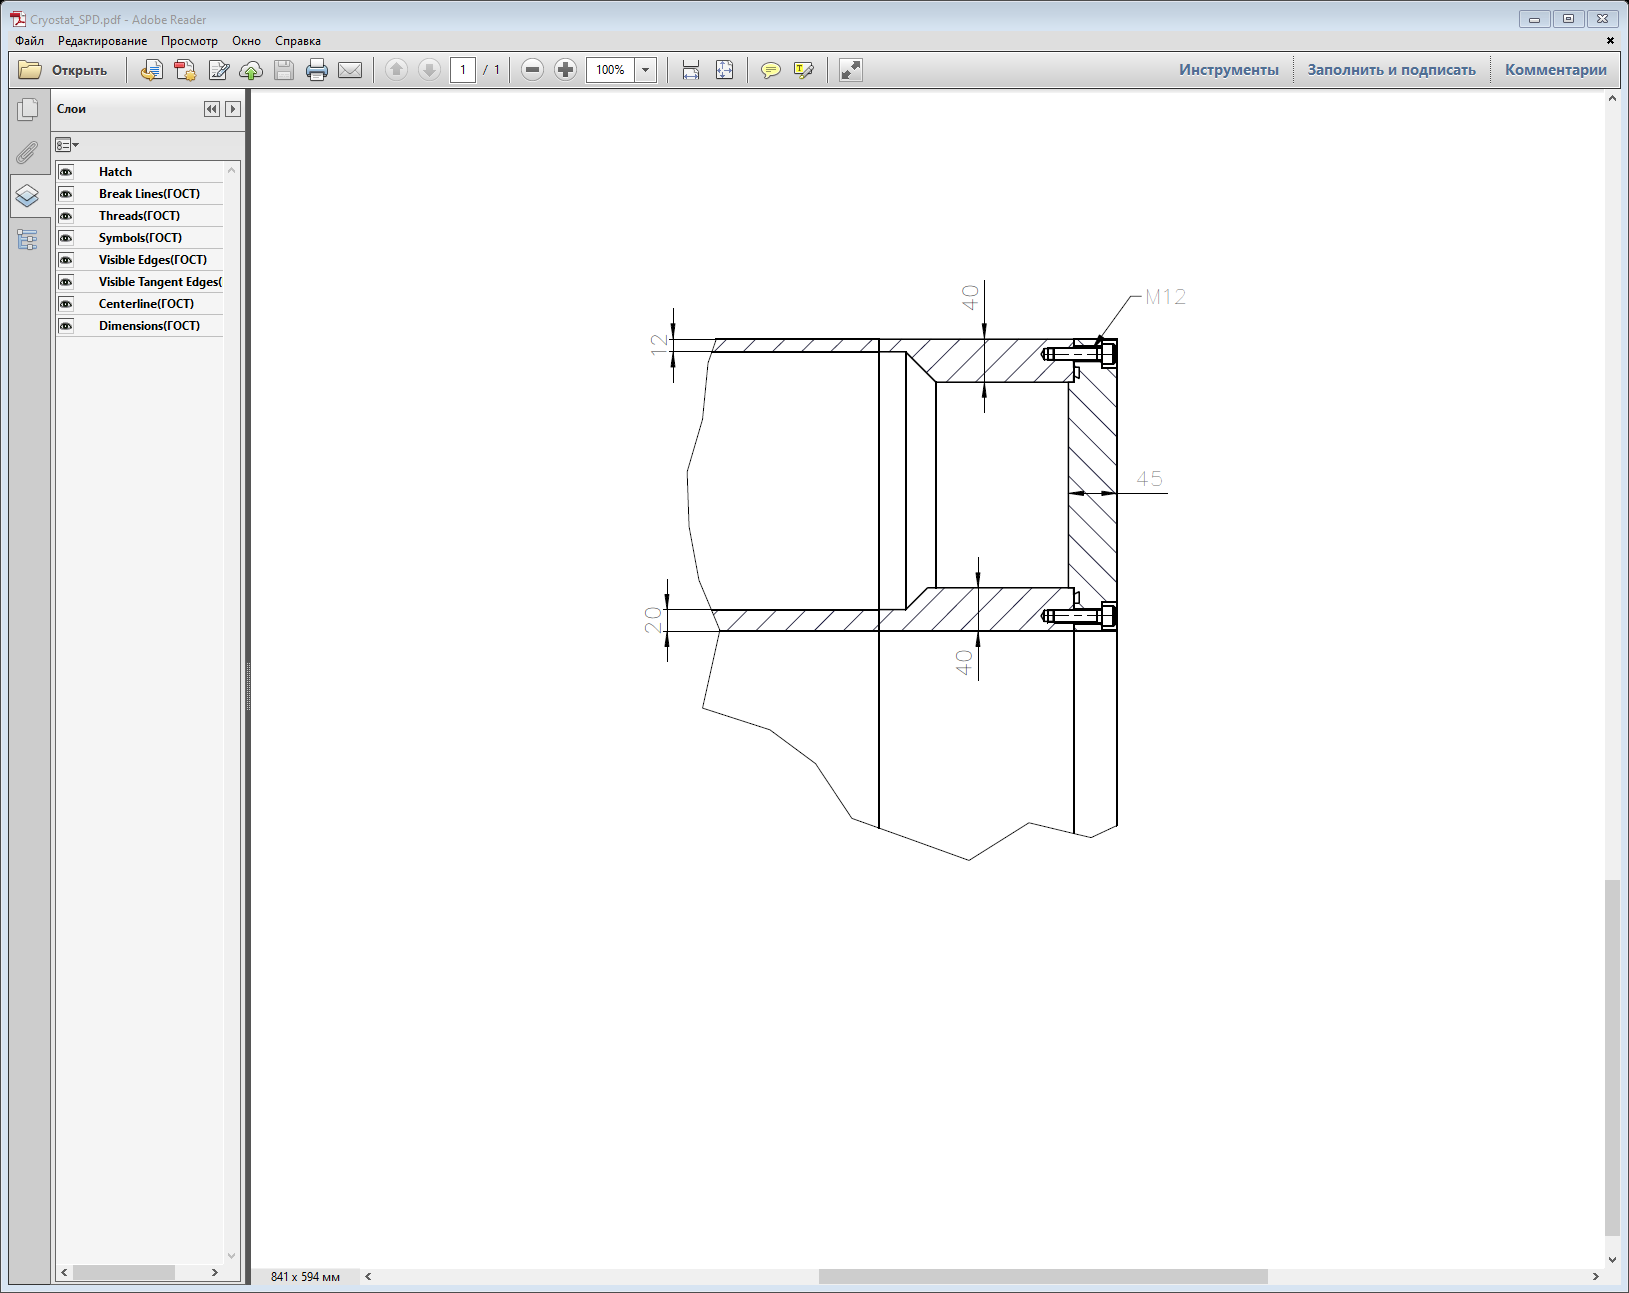 Cryostat_SPD.pdf - Adobe Reader
Файл Редактирование Просмотр Окно Справка
Открыть 1 / 1 100% Инструменты Заполнить и подписать Комментарии
Слои
Hatch
Break Lines(ГОСТ)
Threads(ГОСТ)
Symbols(ГОСТ)
Visible Edges(ГОСТ)
Visible Tangent Edges(
Centerline(ГОСТ)
Dimensions(ГОСТ)
40
M12
12
45
20
40
841 x 594 мм